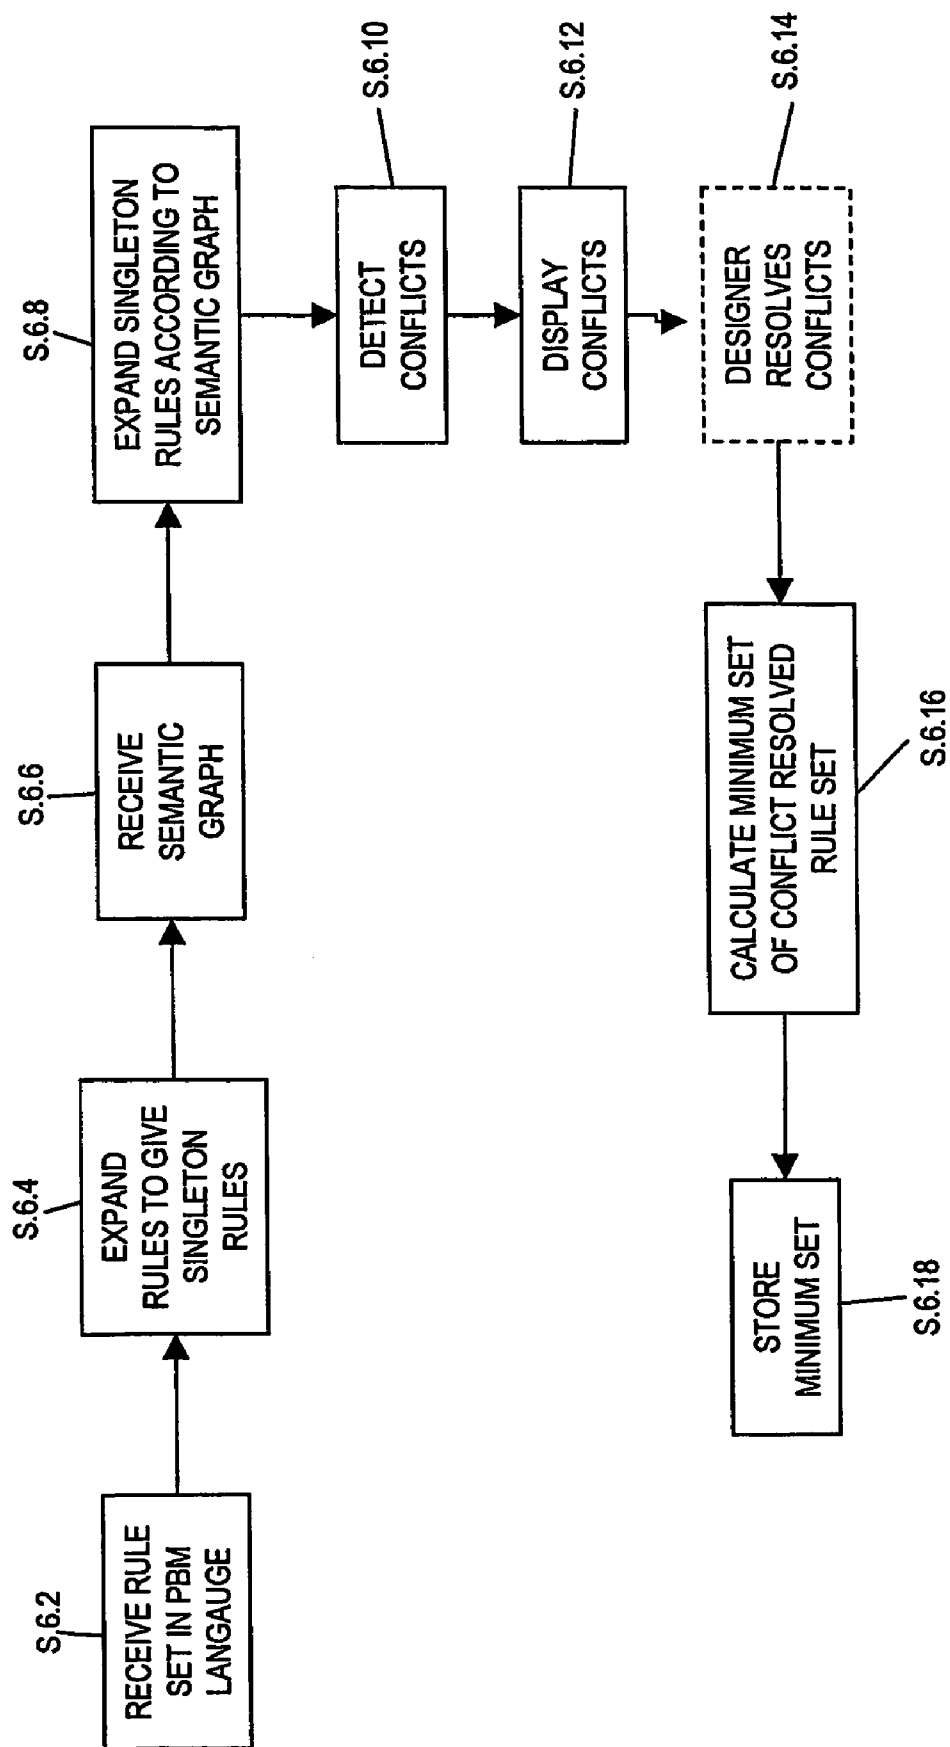 S.6.2
RECEIVE RULE
SET IN PBM
LANGAUGE
S.6.4
EXPAND
RULES TO GIVE
SINGLETON
RULES
S.6.6
RECEIVE
SEMANTIC
GRAPH
S.6.8
EXPAND SINGLETON
RULES ACCORDING TO
SEMANTIC GRAPH
S.6.10
DETECT
CONFLICTS
S.6.12
DISPLAY
CONFLICTS
S.6.14
DESIGNER
RESOLVES
CONFLICTS
CALCULATE MINIMUM SET
OF CONFLICT RESOLVED
RULE SET
S.6.16
STORE
MINIMUM SET
S.6.18